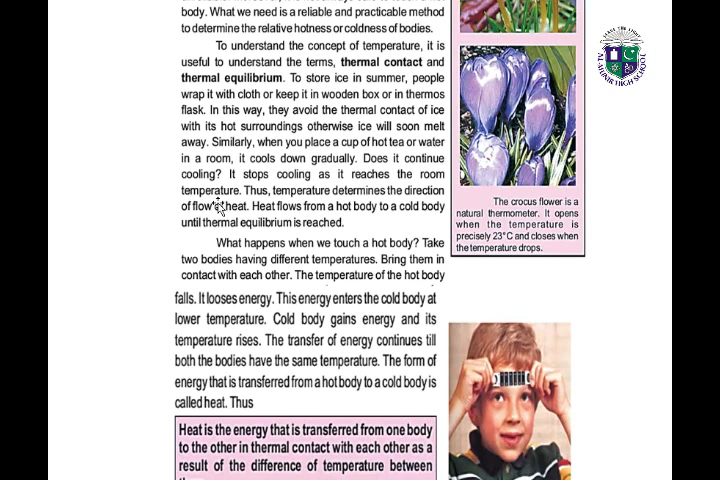 body. What we need is a reliable and practicable method
to determine the relative hotness or coldness of bodies.
To understand the concept of temperature, it is
useful to understand the terms, thermal contact and
thermal equilibrium. To store ice in summer, people
wrap it with cloth or keep it in wooden box or in thermos
flask. In this way, they avoid the thermal contact of ice
with its hot surroundings otherwise ice will soon melt
away. Similarly, when you place a cup of hot tea or water
in a room, it cools down gradually. Does it continue
cooling? It stops cooling as it reaches the room
temperature. Thus, temperature determines the direction
of flow heat. Heat flows from a hot body to a cold body
until thermal equilibrium is reached.
What happens when we touch a hot body? Take
two bodies having different temperatures. Bring them in
contact with each other. The temperature of the hot body
falls. It looses energy. This energy enters the cold body at
lower temperature. Cold body gains energy and its
temperature rises. The transfer of energy continues till
both the bodies have the same temperature. The form of
energy that is transferred from a hot body to a cold body is
called heat. Thus
Heat is the energy that is transferred from one body
to the other in thermal contact with each other as a
result of the difference of temperature between
The crocus flower is a
natural thermometer. It opens
when the temperature is
precisely 23°C and closes when
the temperature drops.
AL-MUNIR HIGH SCHOOL